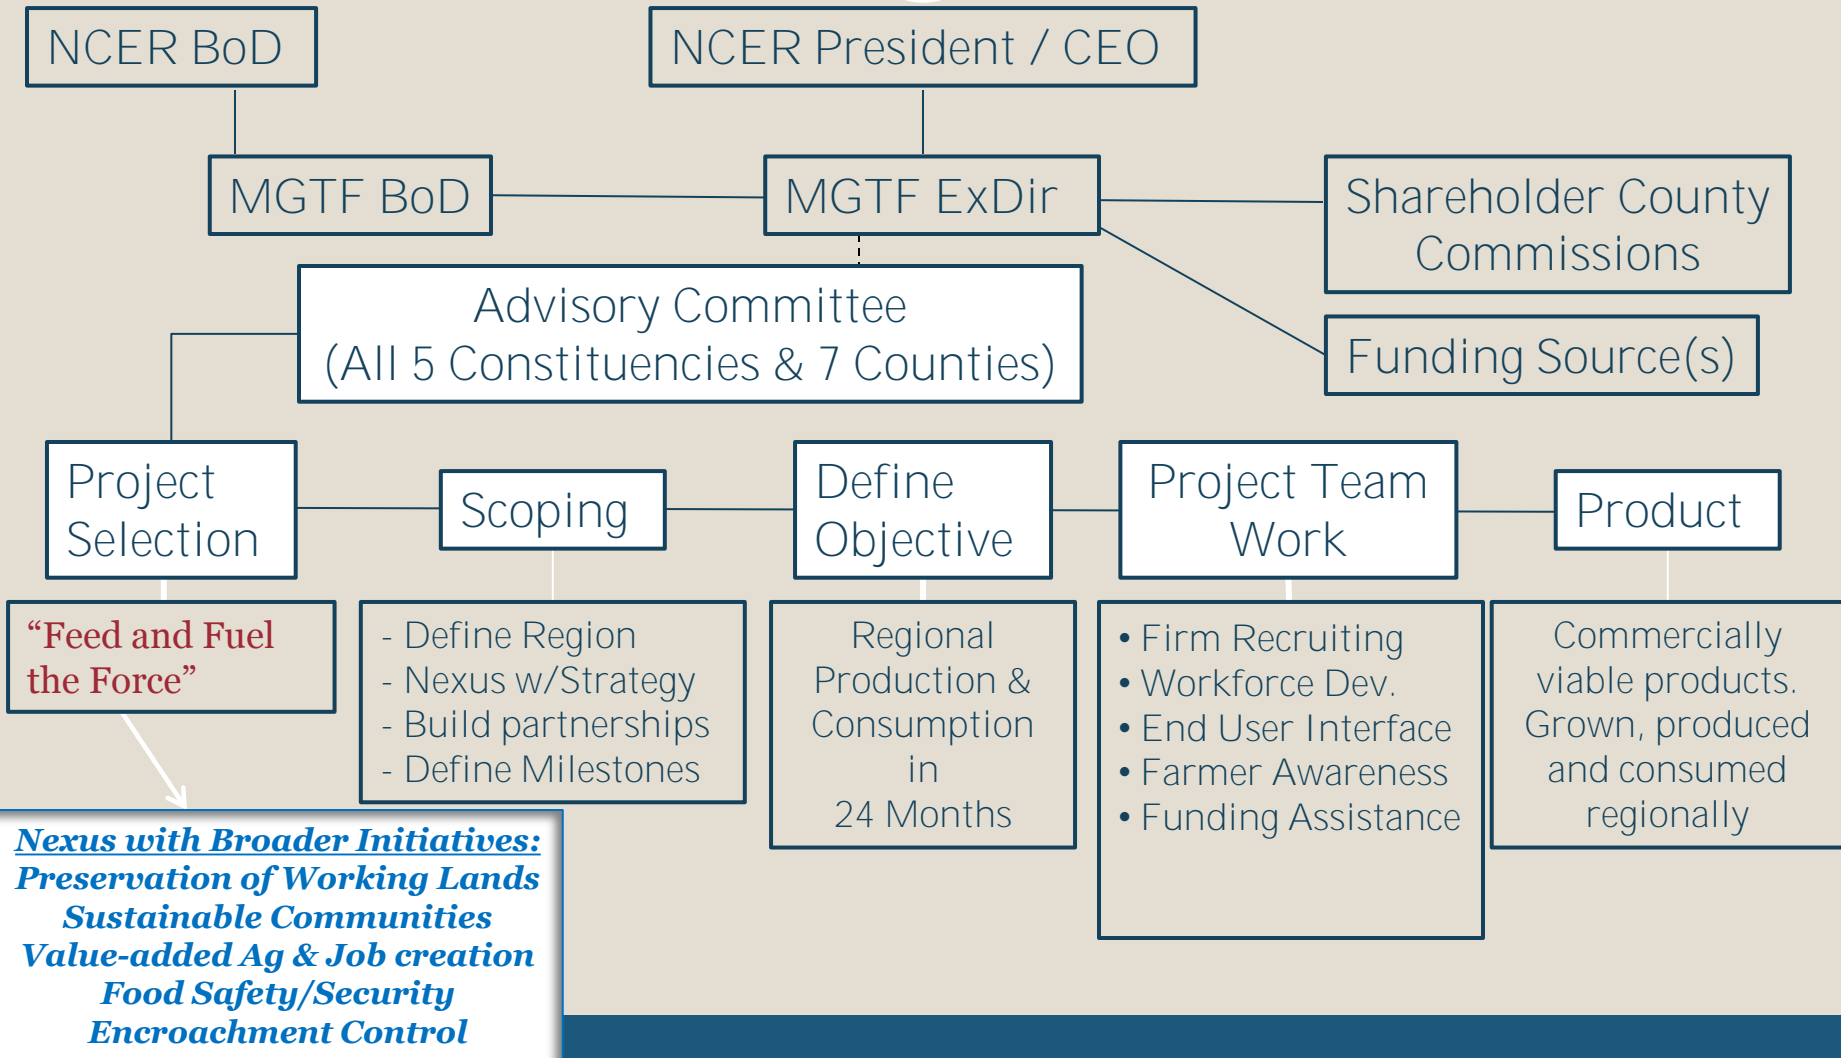 NCER BoD
NCER President / CEO
MGTF BoD
MGTF ExDir
Shareholder County
Commissions
Advisory Committee
(All 5 Constituencies & 7 Counties)
Funding Source(s)
Project
Selection
Scoping
Define
Objective
Project Team
Work
Product
“Feed and Fuel
the Force”
- Define Region
- Nexus w/Strategy
- Build partnerships
- Define Milestones
Regional
Production &
Consumption
in
24 Months
• Firm Recruiting
• Workforce Dev.
• End User Interface
• Farmer Awareness
• Funding Assistance
Commercially
viable products.
Grown, produced
and consumed
regionally
Nexus with Broader Initiatives:
Preservation of Working Lands
Sustainable Communities
Value-added Ag & Job creation
Food Safety/Security
Encroachment Control